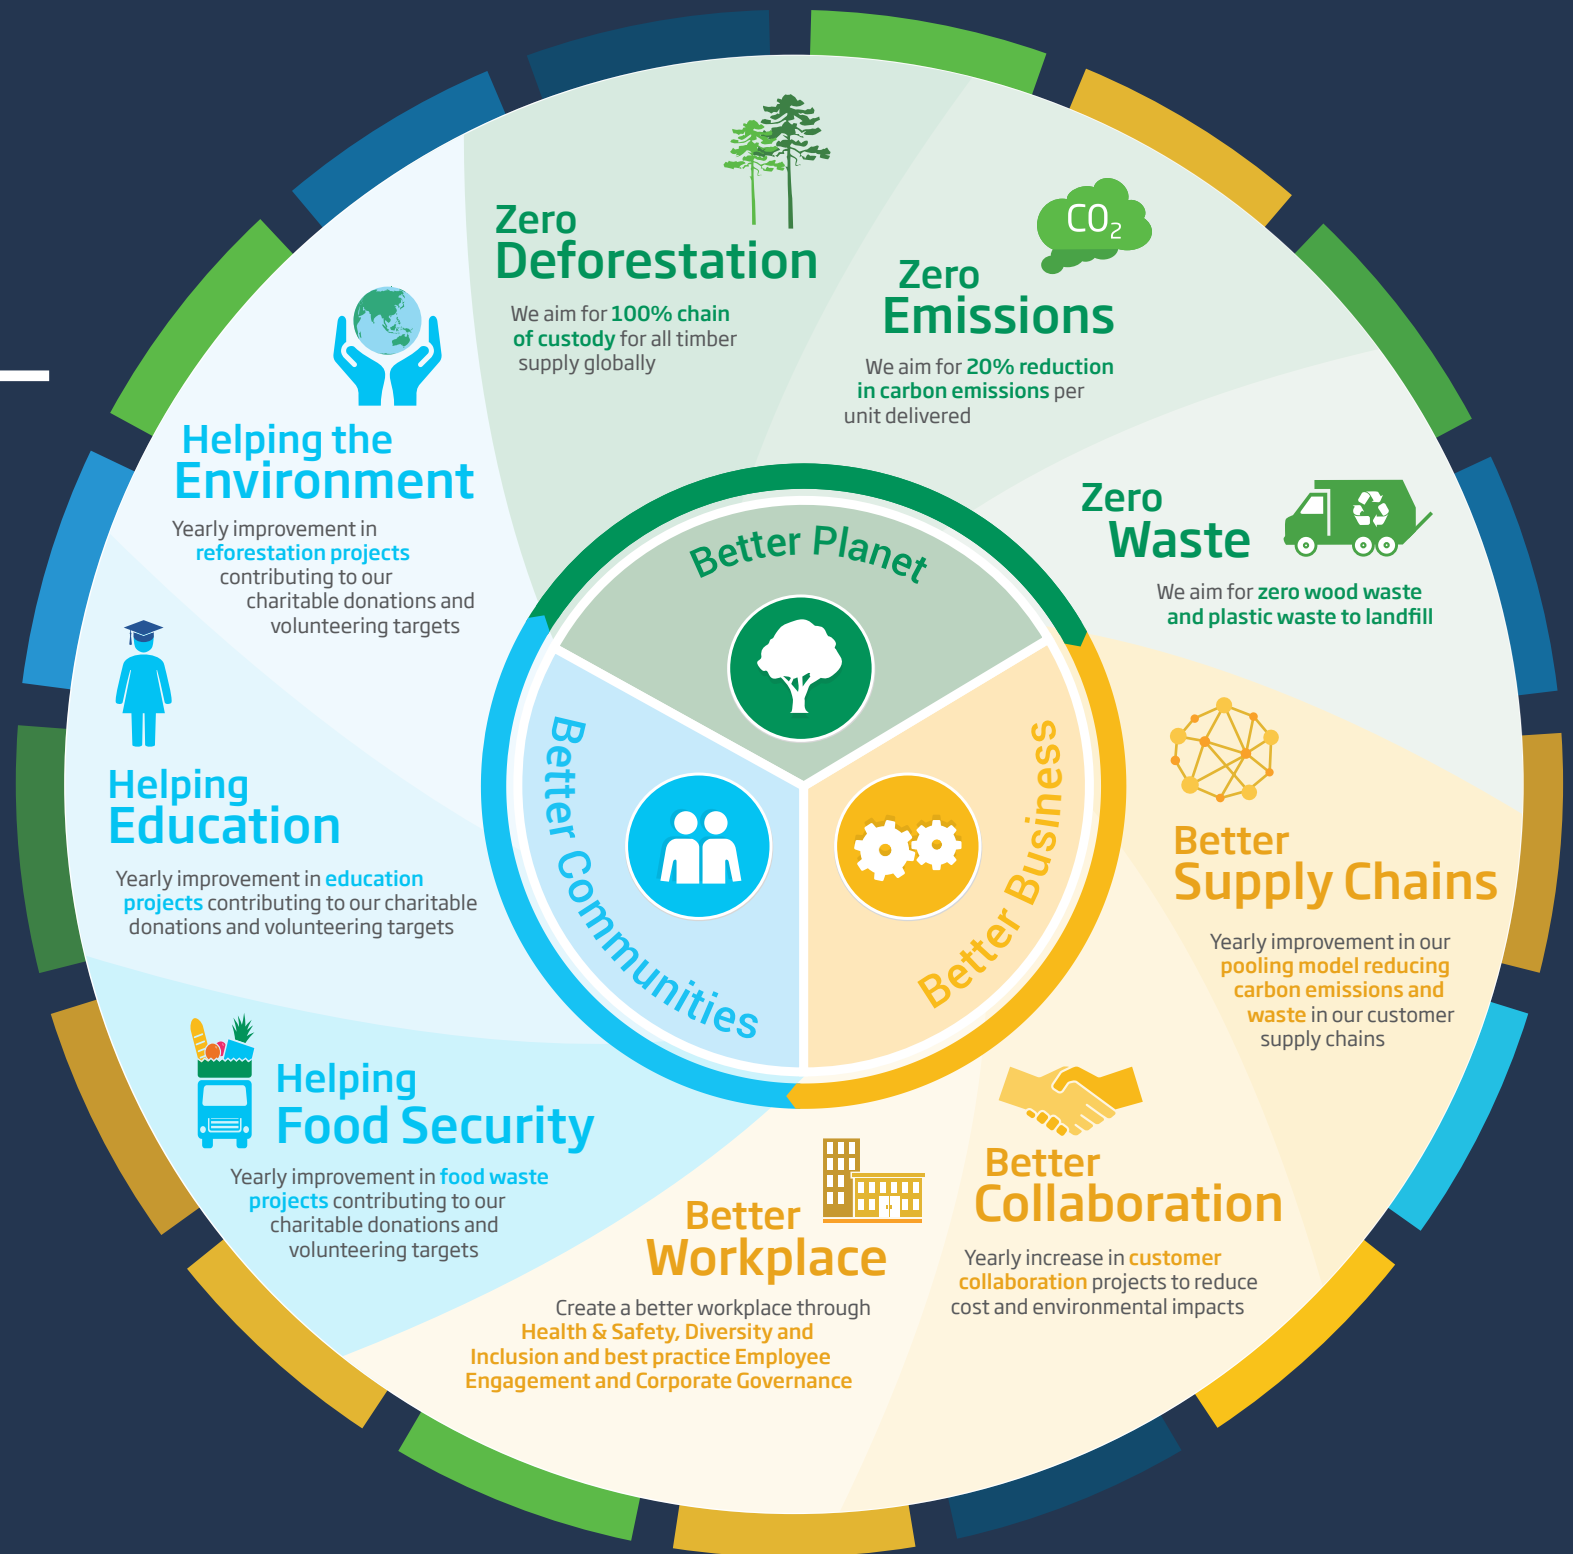 Zero
Deforestation
We aim for 100% chain
of custody for all timber
supply globally
CO2
Zero
Emissions
We aim for 20% reduction
in carbon emissions per
unit delivered
Zero
Waste
We aim for zero wood waste
and plastic waste to landfill
Better
Supply Chains
Yearly improvement in our
pooling model reducing
carbon emissions and
waste in our customer
supply chains
Better
Collaboration
Yearly increase in customer
collaboration projects to reduce
cost and environmental impacts
Better
Workplace
Create a better workplace through
Health & Safety, Diversity and
Inclusion and best practice Employee
Engagement and Corporate Governance
Helping
Food Security
Yearly improvement in food waste
projects contributing to our
charitable donations and
volunteering targets
Helping
Education
Yearly improvement in education
projects contributing to our charitable
donations and volunteering targets
Helping the
Environment
Yearly improvement in
reforestation projects
contributing to our
charitable donations and
volunteering targets
Better Planet
Better Business
Better Communities